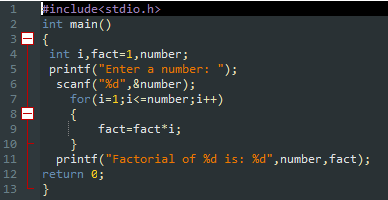 1 #include<stdio.h>
2 int main()
3 {
4 int i,fact=1,number;
5 printf("Enter a number: ");
6 scanf("%d",&number);
7 for(i=1;i<=number;i++)
8 {
9 fact=fact*i;
10 }
11 printf("Factorial of %d is: %d",number,fact);
12 return 0;
13 }